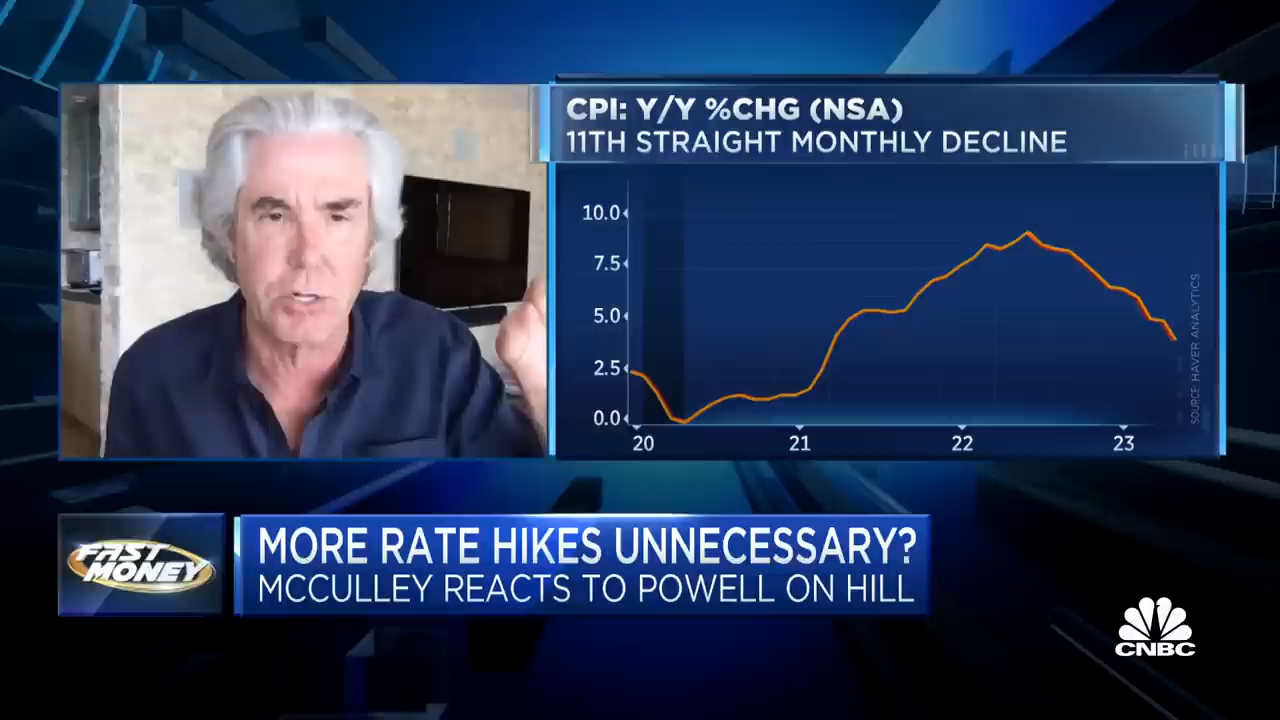 CPI: Y/Y %CHG (NSA)
11TH STRAIGHT MONTHLY DECLINE
10.0
7.5
5.0
2.5
0.0
20 21 22 23
SOURCE HAVER ANALYTICS
FAST MONEY
MORE RATE HIKES UNNECESSARY?
MCCULLEY REACTS TO POWELL ON HILL
CNBC